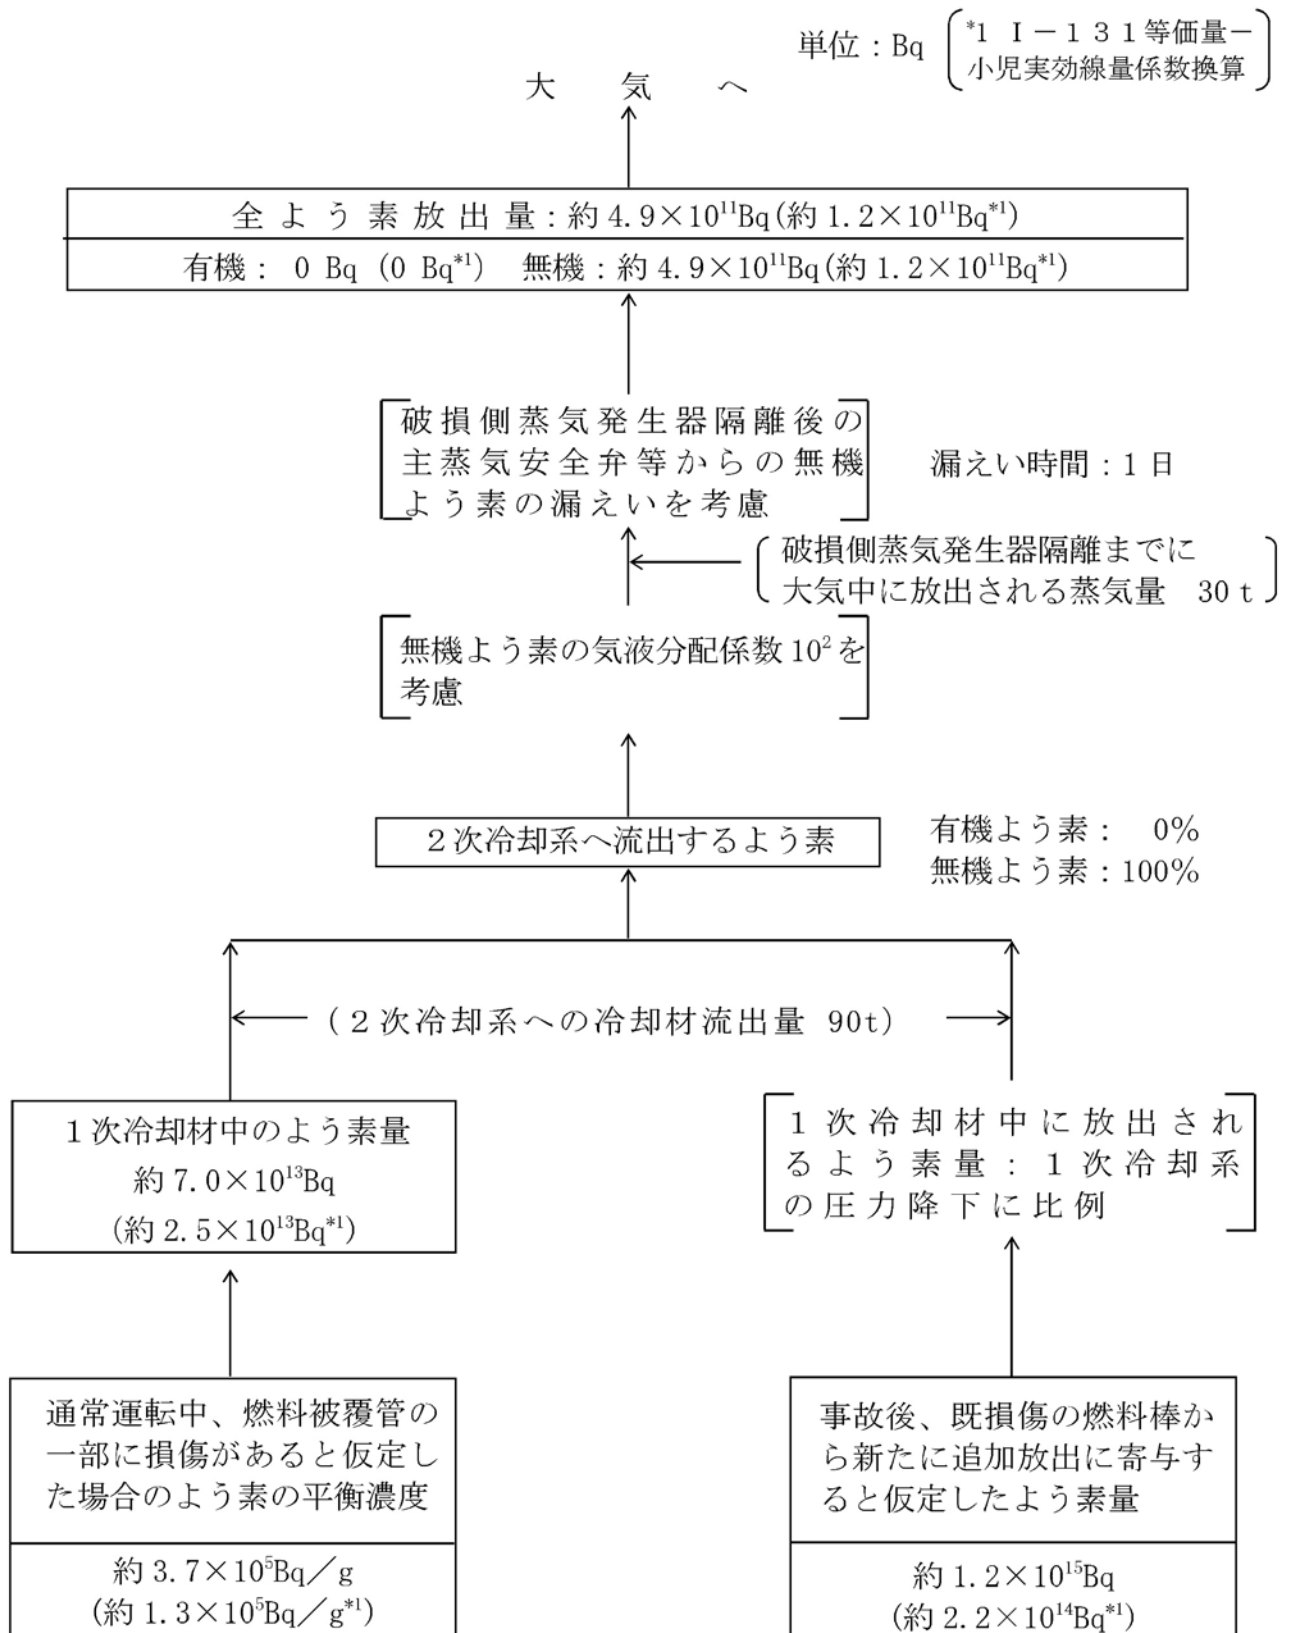 単位：Bq
*1 Ⅰ－１３１等価量－
小児実効線量係数換算
大 気 へ
全よう素放出量：約4.9×10¹¹Bq(約1.2×10¹¹Bq*¹)
有機： 0 Bq (0 Bq*¹) 無機：約4.9×10¹¹Bq(約1.2×10¹¹Bq*¹)
破損側蒸気発生器隔離後の
主蒸気安全弁等からの無機
よう素の漏えいを考慮
漏えい時間：1日
破損側蒸気発生器隔離までに
大気中に放出される蒸気量 30 t
無機よう素の気液分配係数10²を
考慮
２次冷却系へ流出するよう素
有機よう素： 0%
無機よう素：100%
(２次冷却系への冷却材流出量 90t)
１次冷却材中のよう素量
約7.0×10¹³Bq
(約2.5×10¹³Bq*¹)
１次冷却材中に放出され
るよう素量：１次冷却系
の圧力降下に比例
通常運転中、燃料被覆管の
一部に損傷があると仮定し
た場合のよう素の平衡濃度
約3.7×10⁵Bq／g
(約1.3×10⁵Bq／g*¹)
事故後、既損傷の燃料棒か
ら新たに追加放出に寄与す
ると仮定したよう素量
約1.2×10¹⁵Bq
(約2.2×10¹⁴Bq*¹)